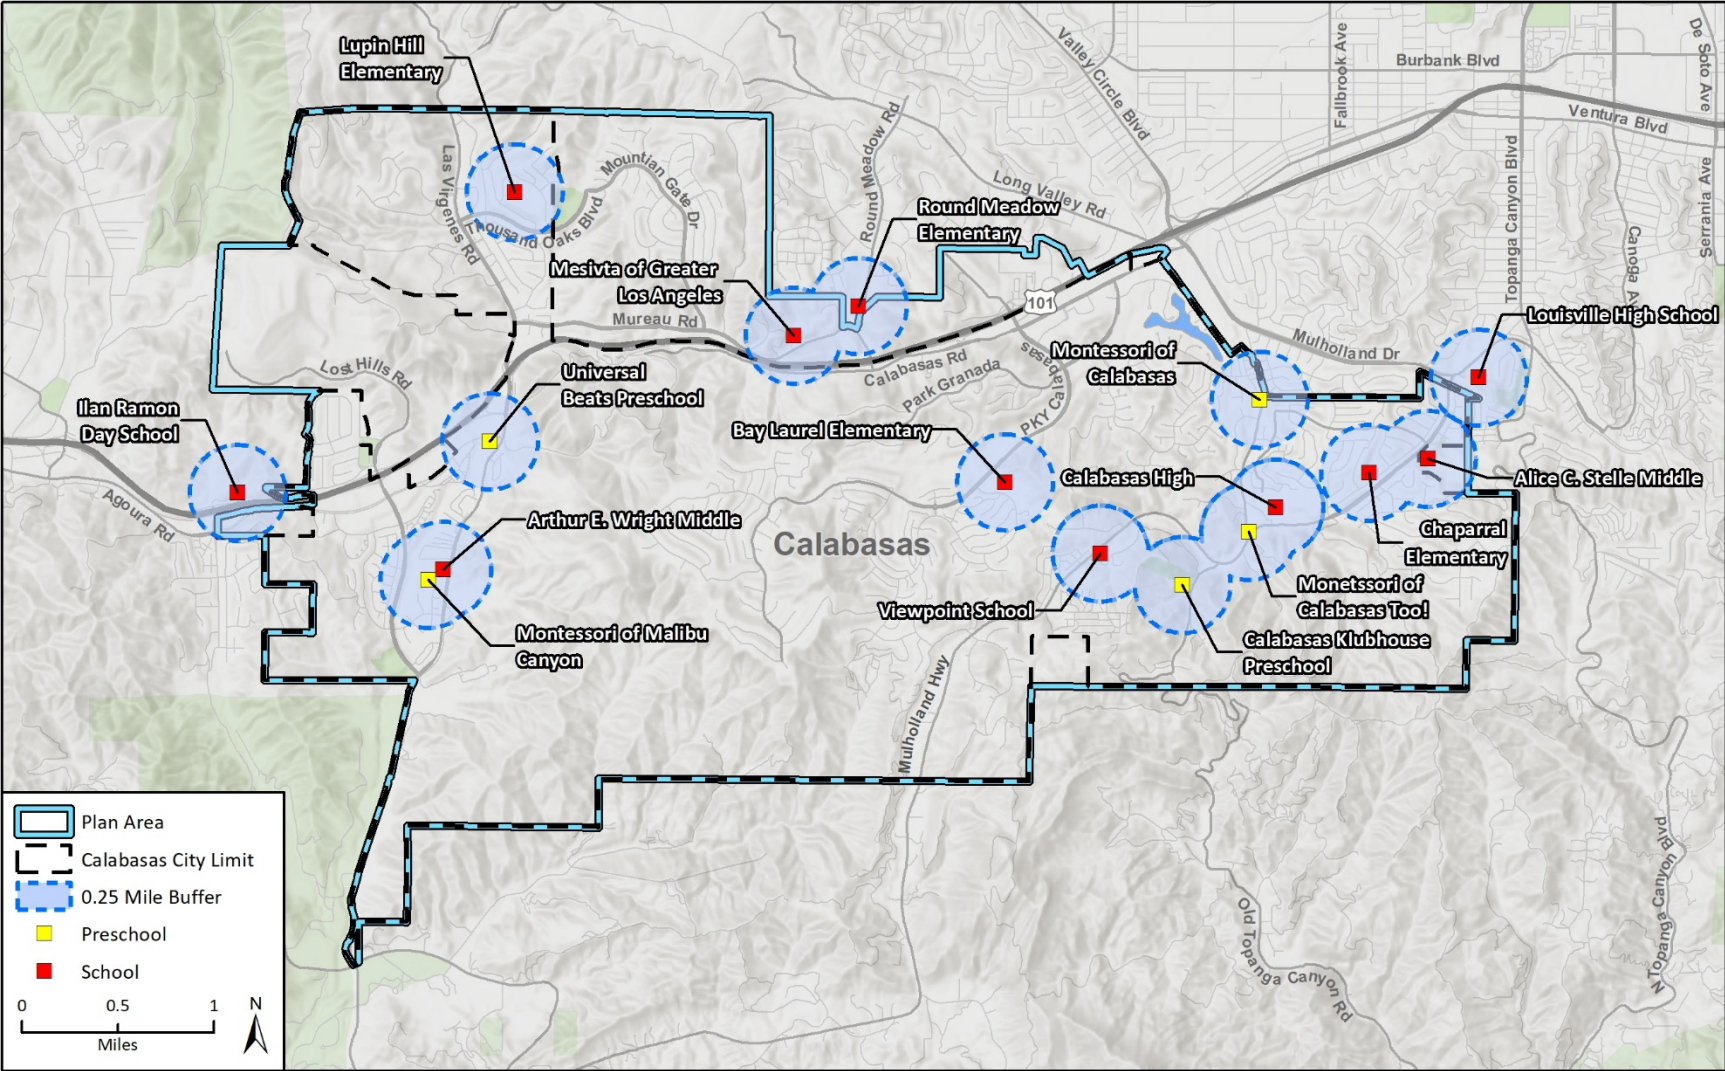 Lupin Hill
Elementary
Valley Circle Blvd
Fallbrook Ave
Burbank Blvd
De Soto Ave
Ventura Blvd
Las Virgenes Rd
Mountian Gate Dr
Round Meadow Rd
Long Valley Rd
Topanga Canyon Blvd
Serrania Ave
Thousand Oaks Blvd
Round Meadow
Elementary
Canoga A
Mesivta of Greater
Los Angeles
101
Mureau Rd
Louisville High School
Mulholland Dr
Lost Hills Rd
Calabasas Rd
Park Granada
PKY Calabasas
Montessori of
Calabasas
Universal
Beats Preschool
Ilan Ramon
Day School
Bay Laurel Elementary
Calabasas High
Alice C. Stelle Middle
Agoura Rd
Arthur E. Wright Middle
Calabasas
Chaparral
Elementary
Monetssori of
Calabasas Too!
Viewpoint School
Montessori of Malibu
Canyon
Calabasas Klubhouse
Preschool
Mulholland Hwy
Old Topanga Canyon Rd
N Topanga Canyon Blvd
Plan Area
Calabasas City Limit
0.25 Mile Buffer
Preschool
School
0 0.5 1
Miles
N